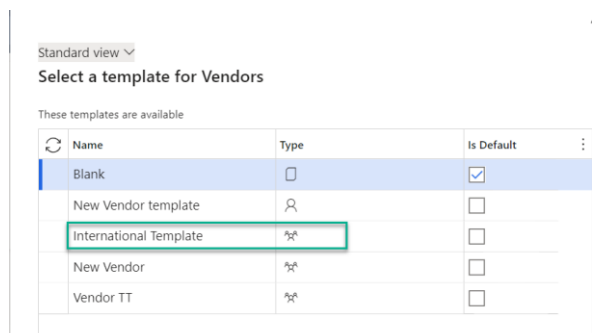 Standard view
Select a template for Vendors
These templates are available
Name Type Is Default
Blank
New Vendor template
International Template
New Vendor
Vendor TT